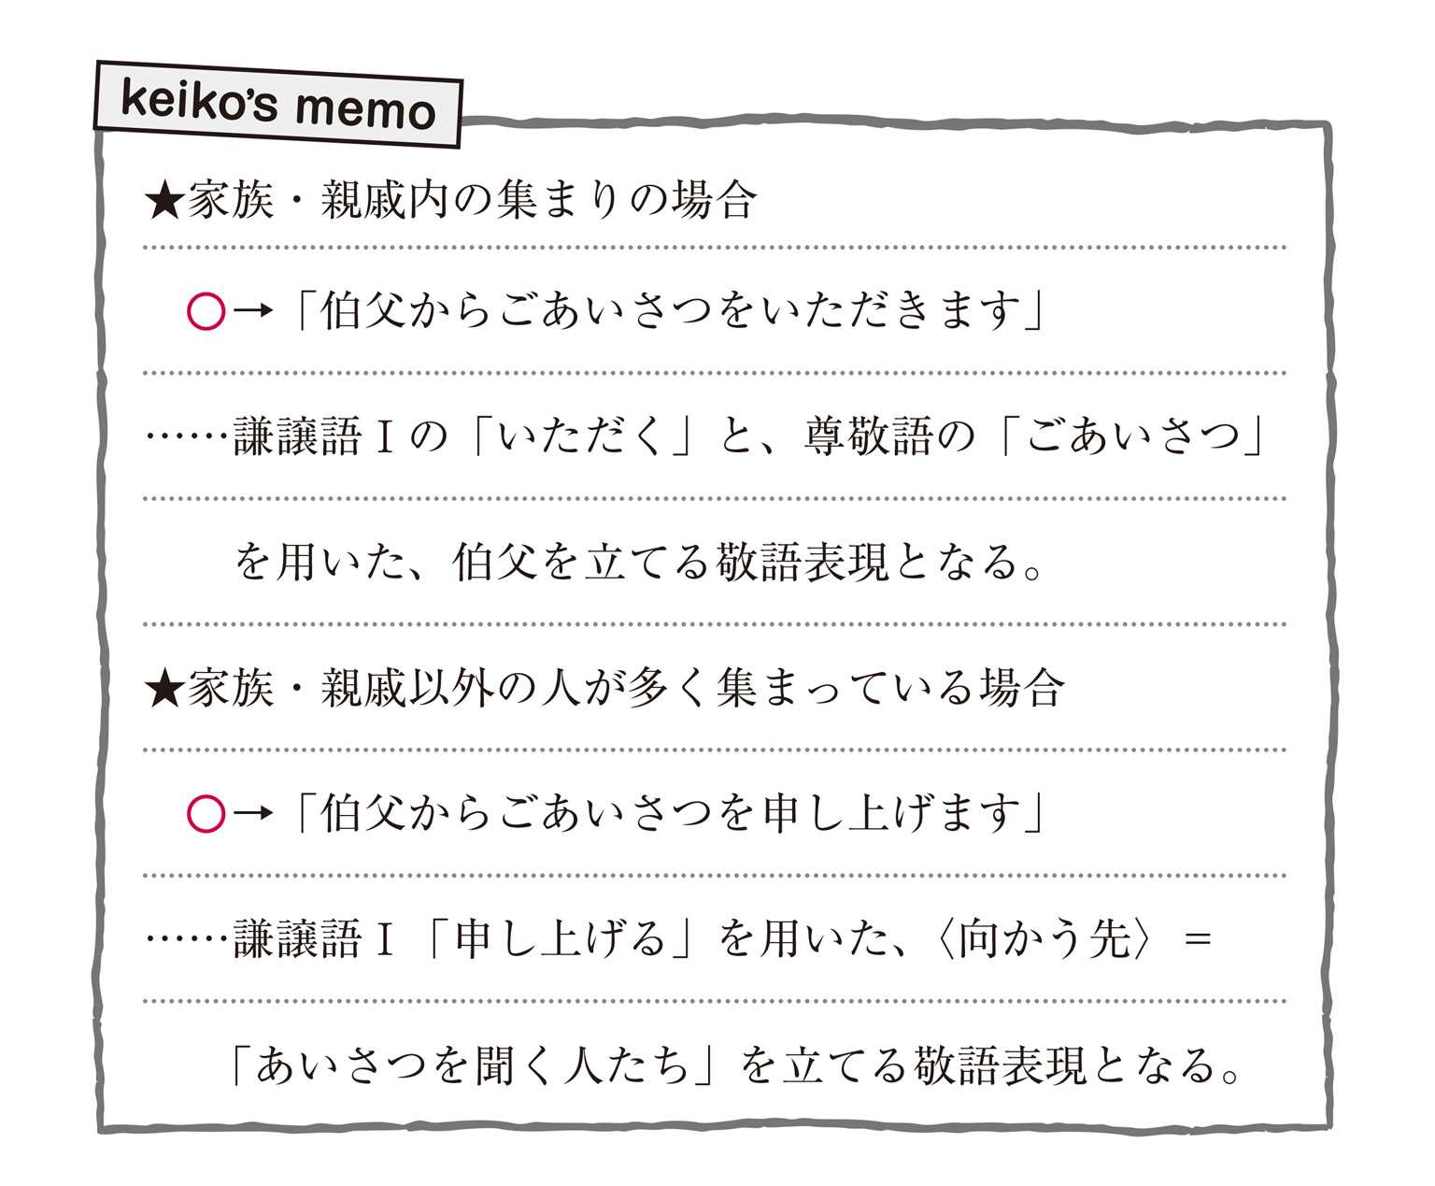 keiko's memo
★家族・親戚内の集まりの場合
○→「伯父からごあいさつをいただきます」
……謙譲語Ⅰの「いただく」と、尊敬語の「ごあいさつ」
を用いた、伯父を立てる敬語表現となる。
★家族・親戚以外の人が多く集まっている場合
○→「伯父からごあいさつを申し上げます」
……謙譲語Ⅰ「申し上げる」を用いた、〈向かう先〉＝
「あいさつを聞く人たち」を立てる敬語表現となる。